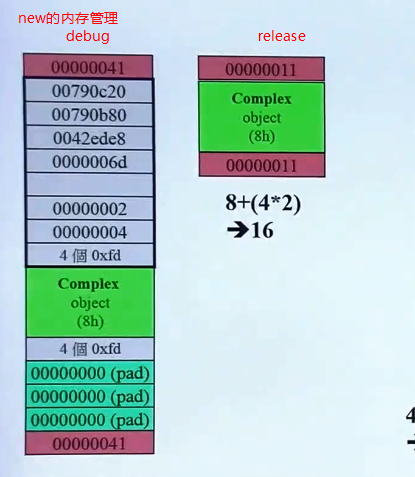 new的内存管理
debug
release
00000041
00790c20
00790b80
0042ede8
0000006d
00000002
00000004
4 個 0xfd
Complex
object
(8h)
4 個 0xfd
00000000 (pad)
00000000 (pad)
00000000 (pad)
00000041
00000011
Complex
object
(8h)
00000011
8+(4*2)
➔16
4